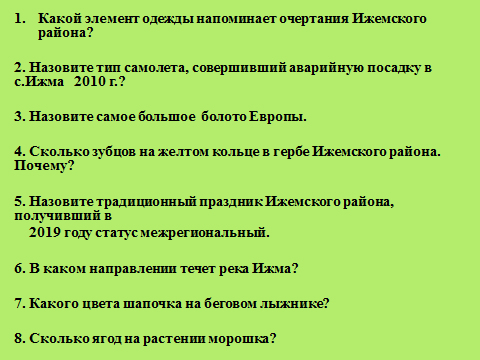 1. Какой элемент одежды напоминает очертания Ижемского
района?
2. Назовите тип самолета, совершивший аварийную посадку в
с.Ижма 2010 г.?
3. Назовите самое большое болото Европы.
4. Сколько зубцов на желтом кольце в гербе Ижемского района.
Почему?
5. Назовите традиционный праздник Ижемского района,
получивший в
2019 году статус межрегиональный.
6. В каком направлении течет река Ижма?
7. Какого цвета шапочка на беговом лыжнике?
8. Сколько ягод на растении морошка?